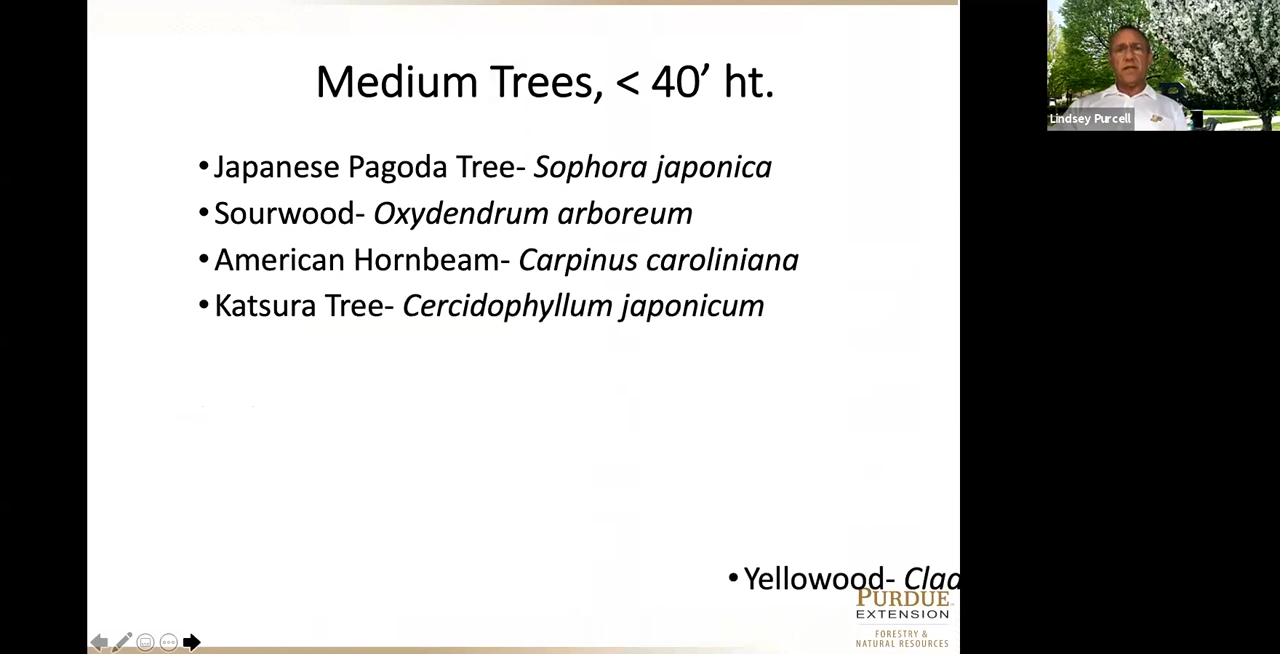 Medium Trees, < 40’ ht.
Lindsey Purcell
•Japanese Pagoda Tree- Sophora japonica
•Sourwood- Oxydendrum arboreum
•American Hornbeam- Carpinus caroliniana
•Katsura Tree- Cercidophyllum japonicum
•Yellowood- Clad
PURDUE
EXTENSION
FORESTRY &
NATURAL RESOURCES